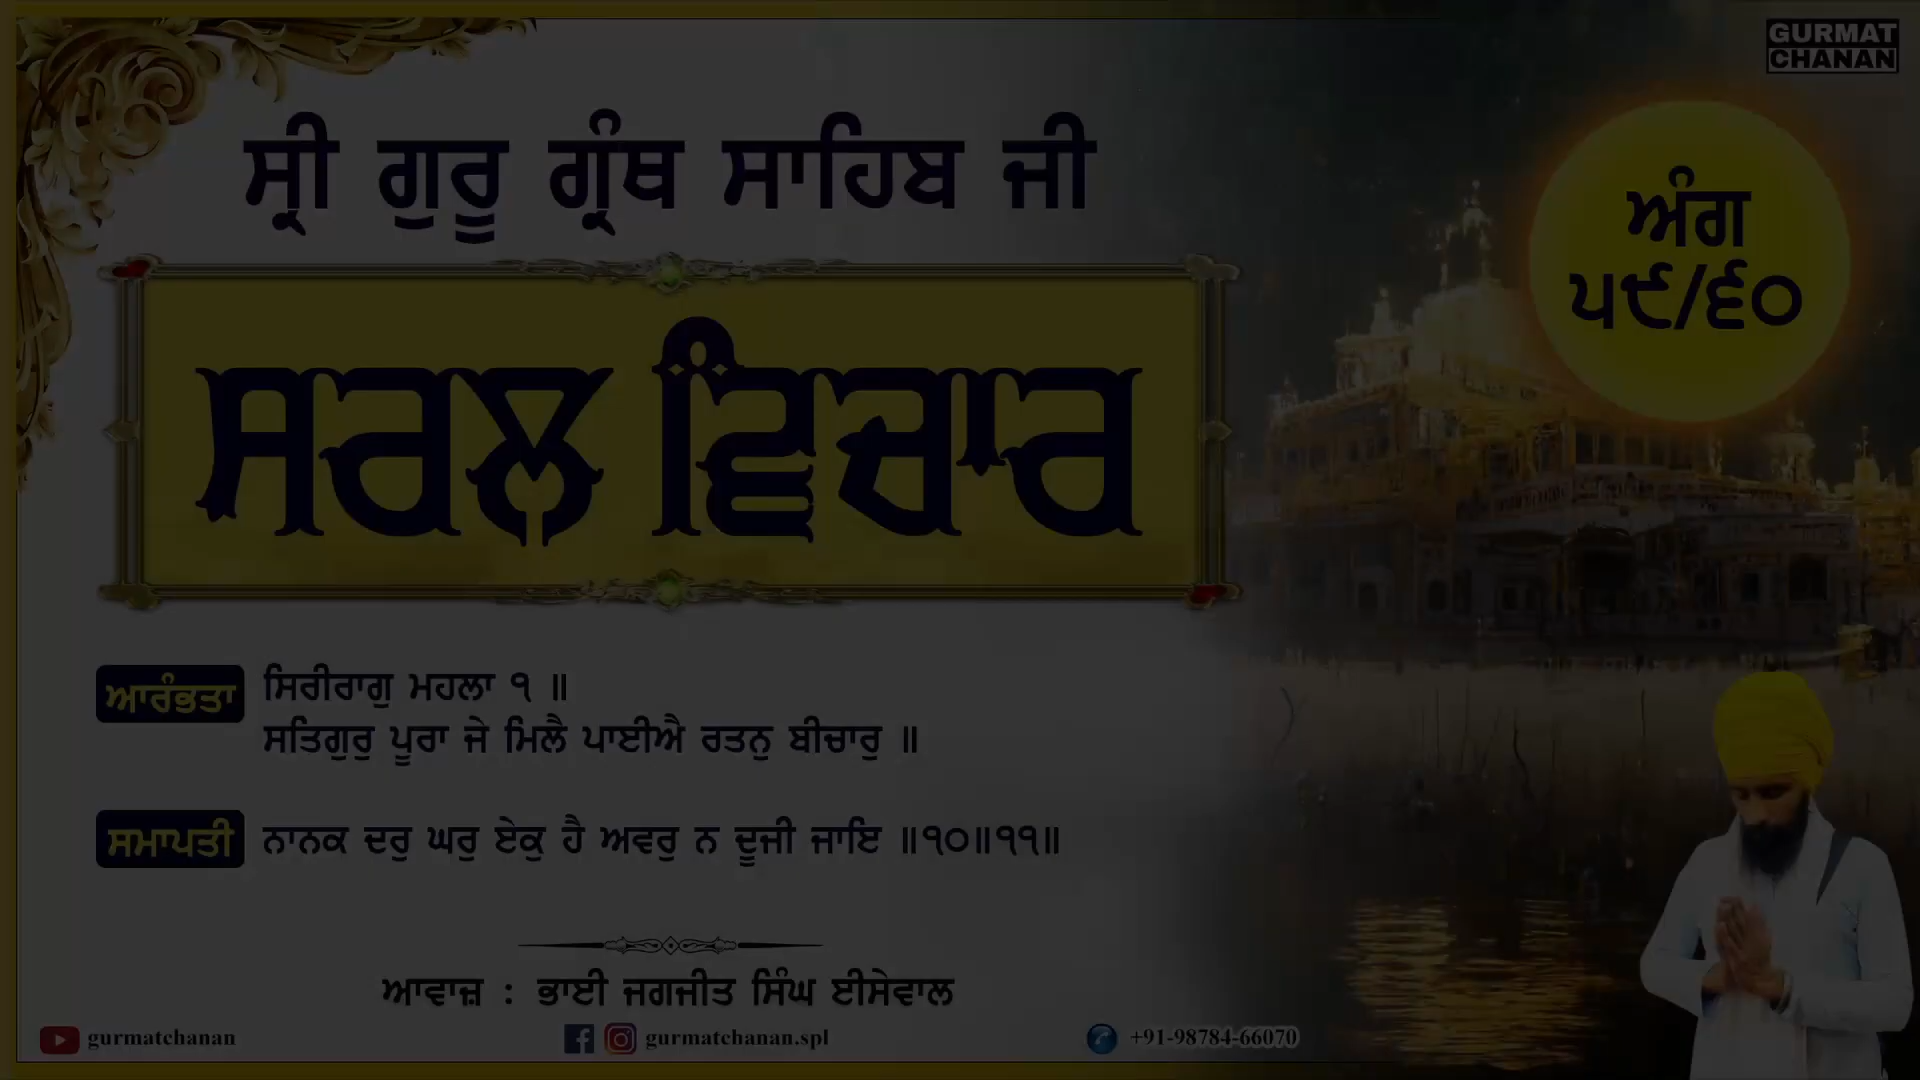 GURMAT
CHANAN
ਸ੍ਰੀ ਗੁਰੂ ਗ੍ਰੰਥ ਸਾਹਿਬ ਜੀ
ਅੰਗ
੫੯/੬੦
ਸਰਲ ਵਿਚਾਰ
ਆਰੰਭਤਾ
ਸਿਰੀਰਾਗੁ ਮਹਲਾ ੧ ॥
ਸਤਿਗੁਰੁ ਪੂਰਾ ਜੇ ਮਿਲੈ ਪਾਈਐ ਰਤਨੁ ਬੀਚਾਰੁ ॥
ਸਮਾਪਤੀ
ਨਾਨਕ ਦਰੁ ਘਰੁ ਏਕੁ ਹੈ ਅਵਰੁ ਨ ਦੂਜੀ ਜਾਇ ॥੧੦॥੧੧॥
ਆਵਾਜ਼ : ਭਾਈ ਜਗਜੀਤ ਸਿੰਘ ਈਸੇਵਾਲ
gurmatchanan
gurmatchanan.spl
+91-98784-66070